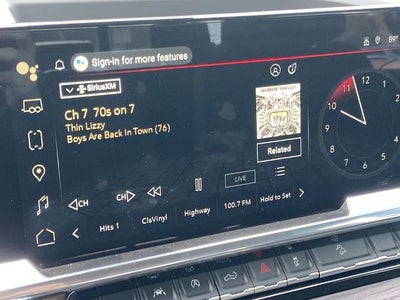 Sign-in for more features
89°
SiriusXM
Ch 7 70s on 7
Thin Lizzy
Boys Are Back In Town (76)
Related
CH
CH
LIVE
Hits 1
ClsVinyl
Highway
100.7 FM
Hold to Set
11
12
1
2
3
4
5
6
7
8
9
10